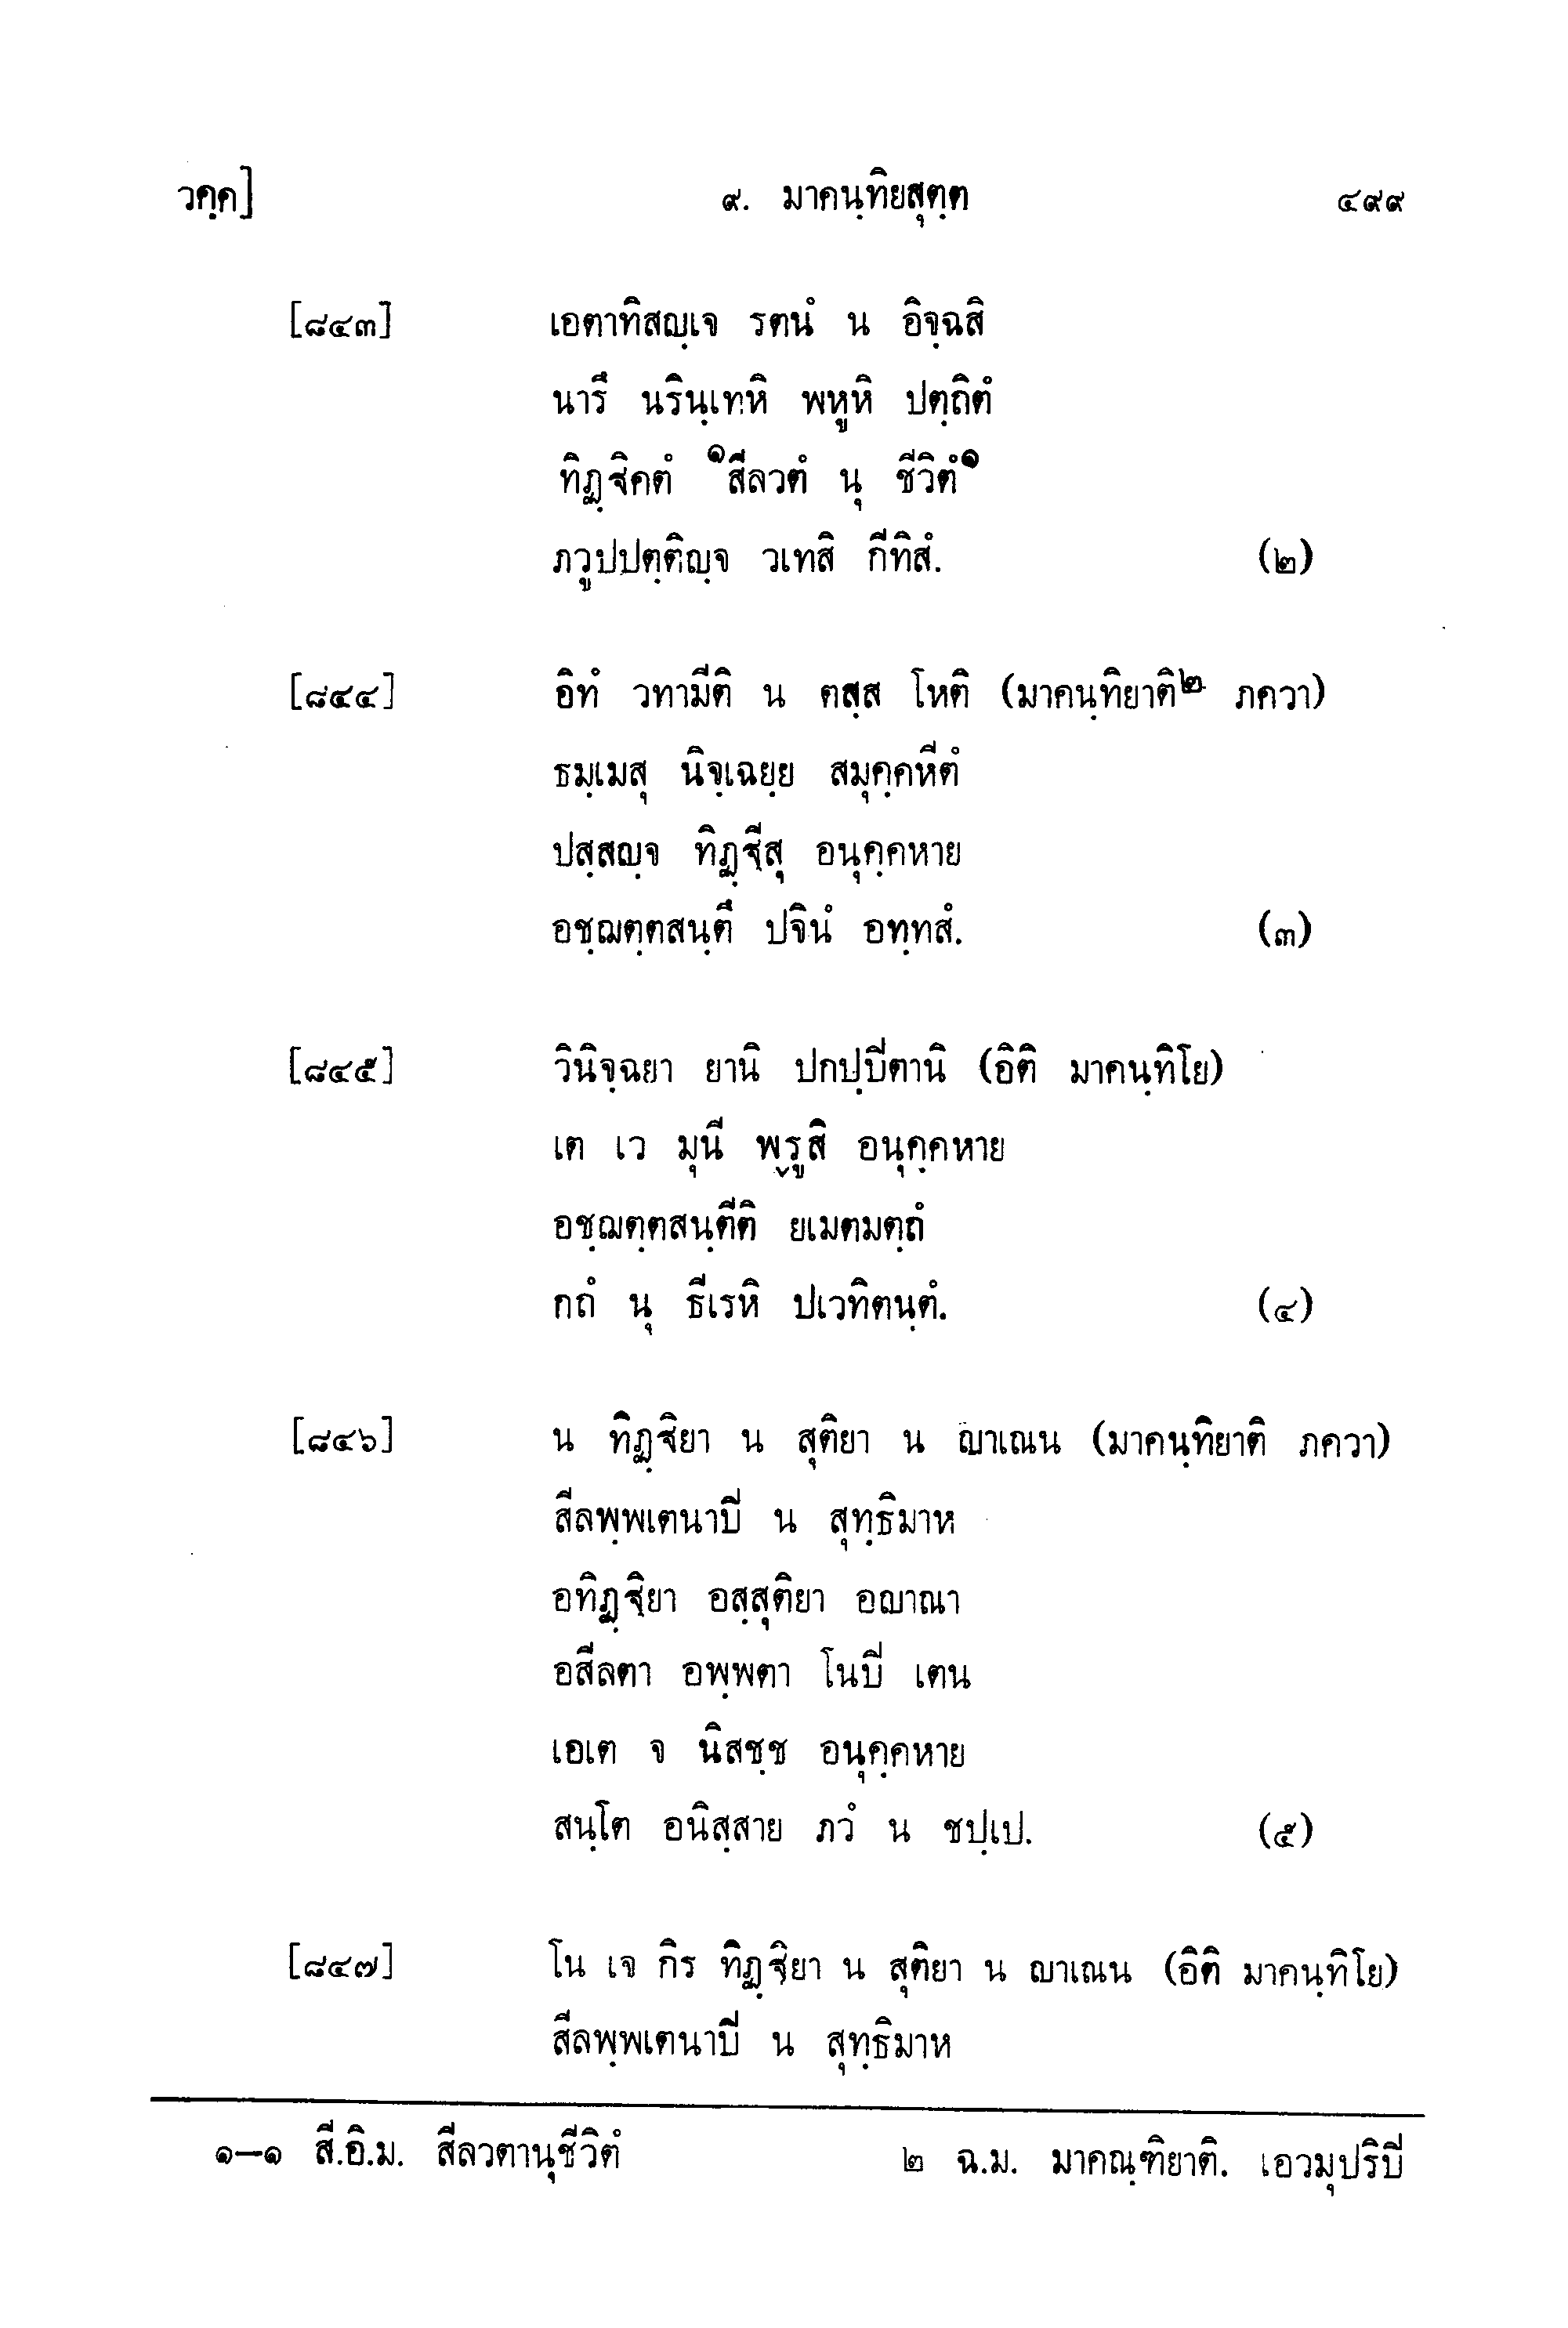 วคฺค] ๙. มาคนฺทิยสุตฺต ๔๙๙
[๘๔๓] เอตาทิสญฺเจ รตนํ น อิจฺฉสิ
นารึ นรินฺเทหิ พหูหิ ปตฺถิตํ
ทิฏฺฐิคตํ ๑สีลวตํ นุ ชีวิตํ๑
ภวูปปตฺติญฺจ วเทสิ กีทิสํ. (๒)
[๘๔๔] อิทํ วทามีติ น ตสฺส โหติ (มาคนฺทิยาติ๒ ภควา)
ธมฺเมสุ นิจฺเฉยฺย สมุคฺคหีตํ
ปสฺสญฺจ ทิฏฺฐีสุ อนุคฺคหาย
อชฺฌตฺตสนฺตึ ปจินํ อทฺทสํ. (๓)
[๘๔๕] วินิจฺฉยา ยานิ ปกปฺปิตานิ (อิติ มาคนฺทิโย)
เต เว มุนี พฺรูสิ อนุคฺคหาย
อชฺฌตฺตสนฺตีติ ยเมตมตฺถํ
กถํ นุ ธีเรหิ ปเวทิตนฺตํ. (๔)
[๘๔๖] น ทิฏฺฐิยา น สุติยา น ญาเณน (มาคนฺทิยาติ ภควา)
สีลพฺพเตนาปิ น สุทฺธิมาห
อทิฏฺฐิยา อสฺสุติยา อญาณา
อสีลตา อพฺพตา โนปิ เตน
เอเต จ นิสชฺช อนุคฺคหาย
สนฺโต อนิสฺสาย ภวํ น ชปฺเป. (๕)
[๘๔๗] โน เจ กิร ทิฏฺฐิยา น สุติยา น ญาเณน (อิติ มาคนฺทิโย)
สีลพฺพเตนาปิ น สุทฺธิมาห
๑–๑ สี.อิ.ม. สีลวตานุชีวิตํ ๒ ฉ.ม. มาคณฺฑิยาติ. เอวมุปริปิ